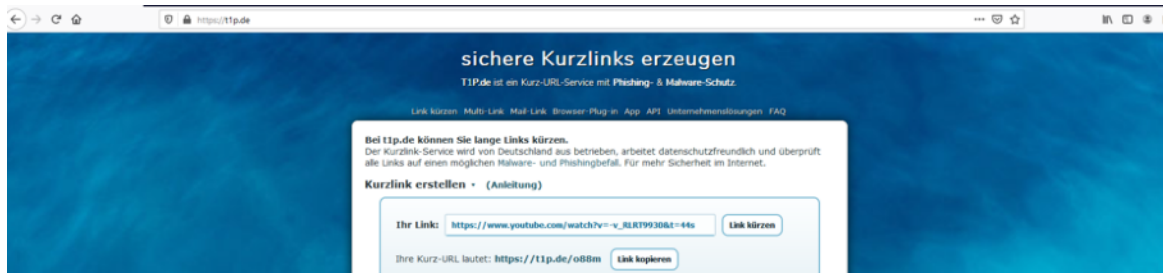 https://t1p.de
sichere Kurzlinks erzeugen
T1P.de ist ein Kurz-URL-Service mit Phishing- & Malware-Schutz.
Link kürzen Multi-Link Mail-Link Browser-Plug-in App API Unternehmenslösungen FAQ
Bei t1p.de können Sie lange Links kürzen.
Der Kurzlink-Service wird von Deutschland aus betrieben, arbeitet datenschutzfreundlich und überprüft
alle Links auf einen möglichen Malware- und Phishingbefall. Für mehr Sicherheit im Internet.
Kurzlink erstellen • (Anleitung)
Ihr Link: https://www.youtube.com/watch?v=-v_RLRT9930&t=44s Link kürzen
Ihre Kurz-URL lautet: https://t1p.de/o88m Link kopieren